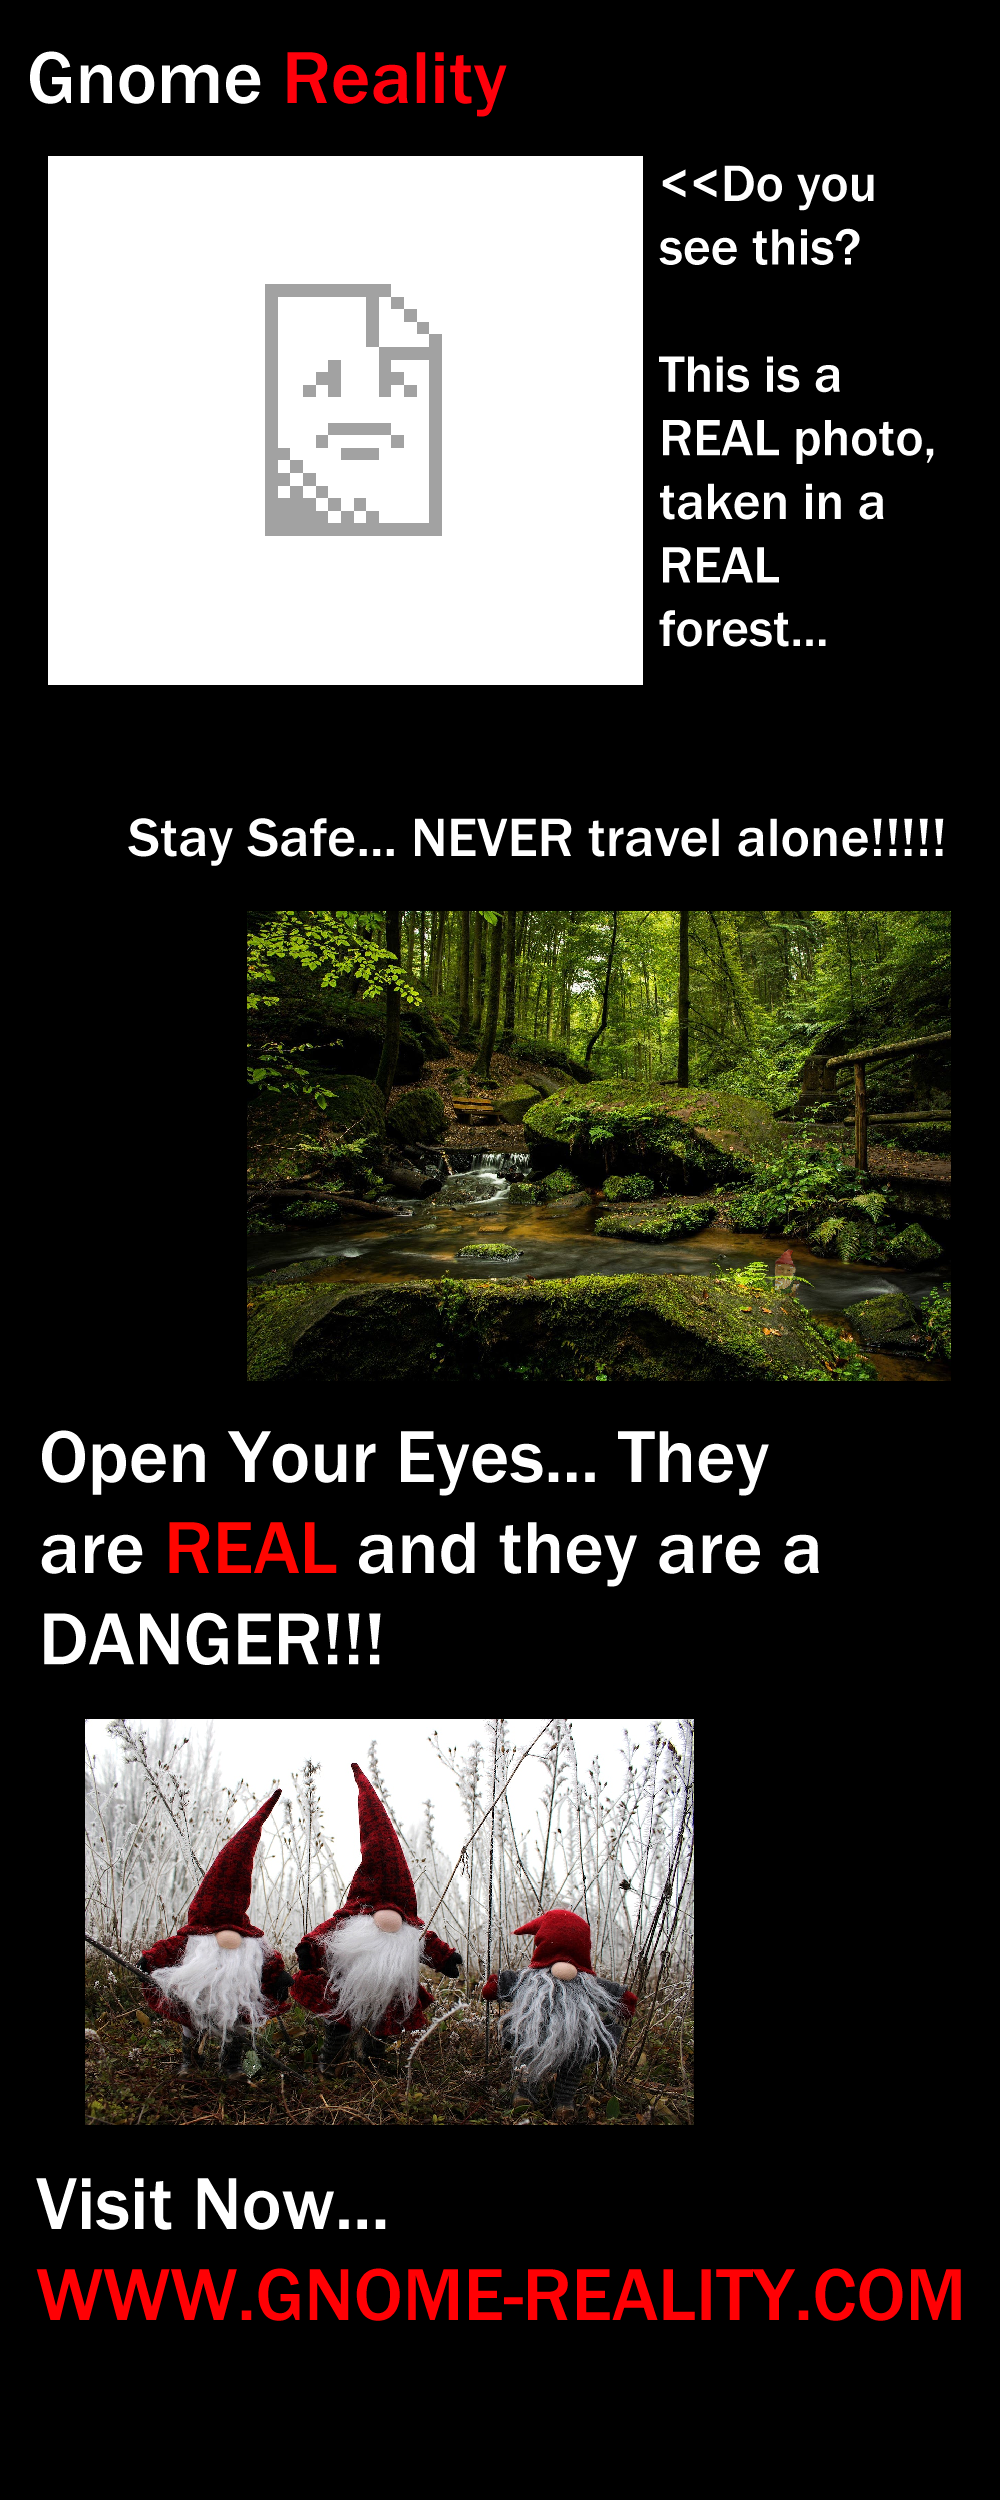 Gnome Reality
<<Do you
see this?
This is a
REAL photo,
taken in a
REAL
forest...
Stay Safe... NEVER travel alone!!!!!
Open Your Eyes... They
are REAL and they are a
DANGER!!!
Visit Now...
WWW.GNOME-REALITY.COM